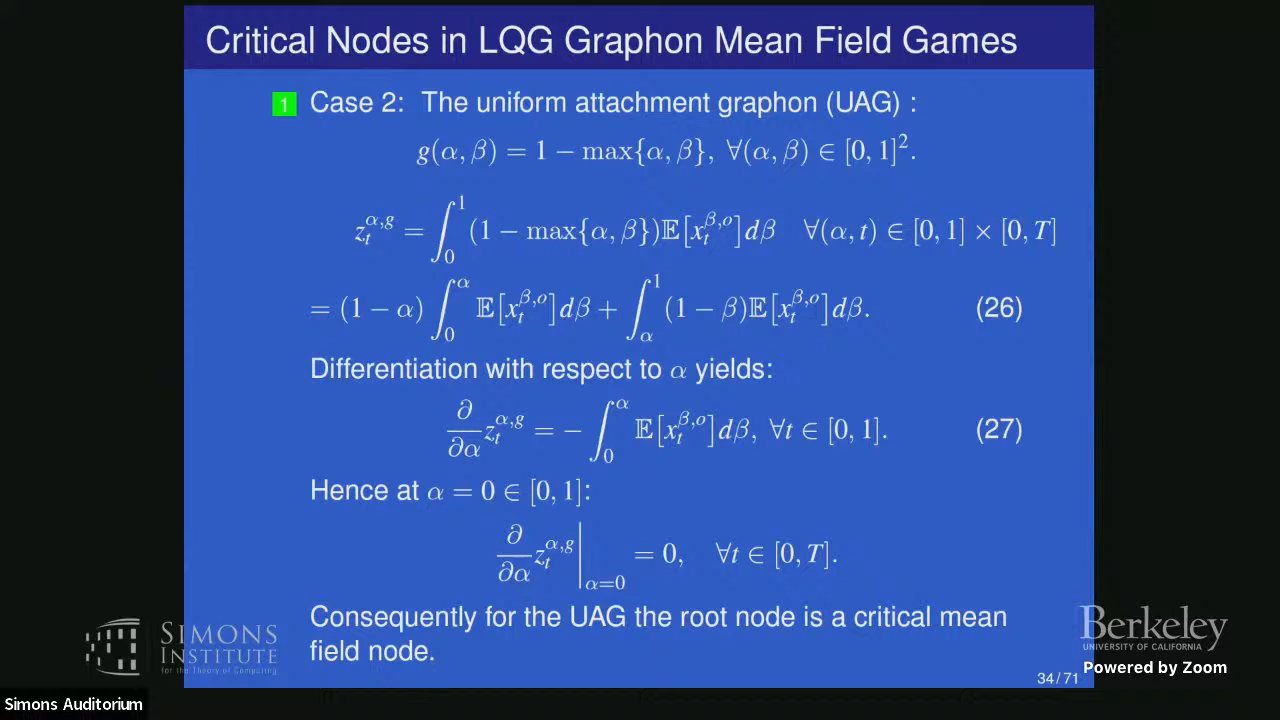 Critical Nodes in LQG Graphon Mean Field Games
1 Case 2: The uniform attachment graphon (UAG) :
g(α, β) = 1 − max{α, β}, ∀(α, β) ∈ [0, 1]².
z_t^{α,g} = ∫_0^1 (1 − max{α, β})𝔼[x_t^{β,o}]dβ ∀(α, t) ∈ [0, 1] × [0, T]
= (1 − α) ∫_0^α 𝔼[x_t^{β,o}]dβ + ∫_α^1 (1 − β)𝔼[x_t^{β,o}]dβ. (26)
Differentiation with respect to α yields:
∂/∂α z_t^{α,g} = − ∫_0^α 𝔼[x_t^{β,o}]dβ, ∀t ∈ [0, 1]. (27)
Hence at α = 0 ∈ [0, 1]:
∂/∂α z_t^{α,g} |_{α=0} = 0, ∀t ∈ [0, T].
Consequently for the UAG the root node is a critical mean
field node.
34 / 71
SIMONS
INSTITUTE
for the Theory of Computing
Berkeley
UNIVERSITY OF CALIFORNIA
Powered by Zoom
Simons Auditorium